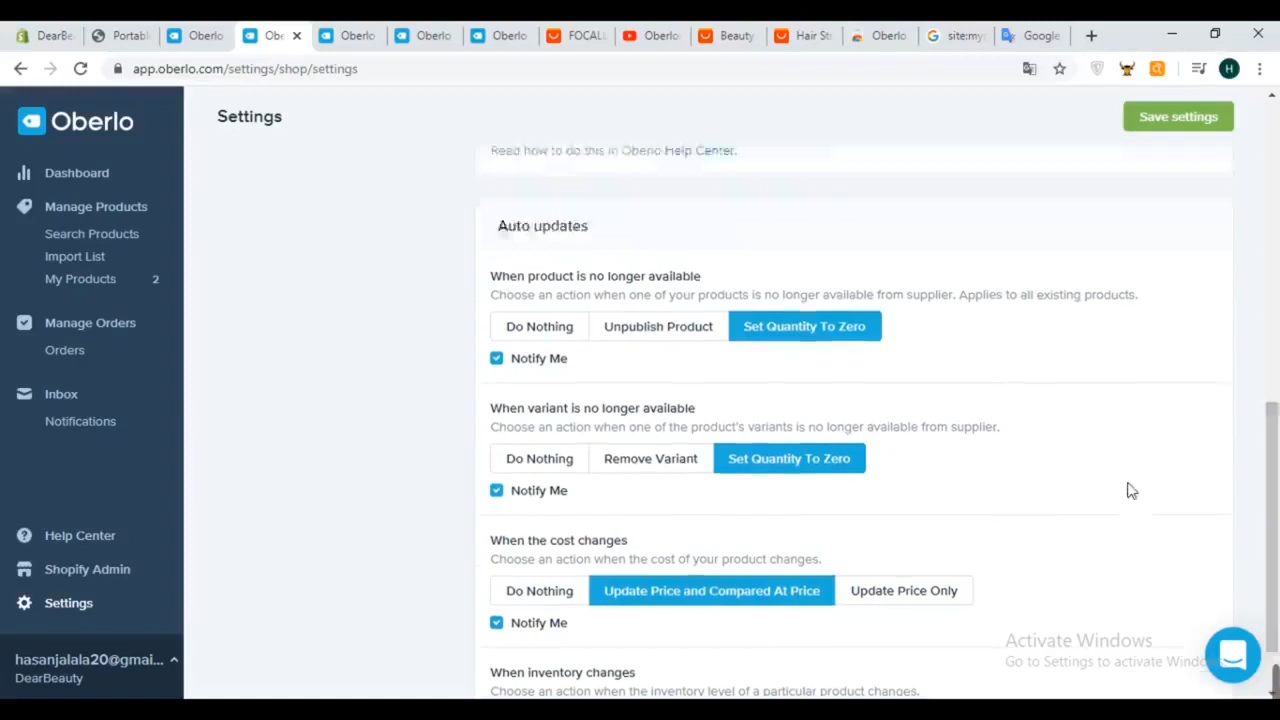 DearBe
Portabl
Oberlo
Ob
Oberlo
Oberlo
Oberlo
FOCALL
Oberlo
Beauty
Hair St
Oberlo
site:my
Google
app.oberlo.com/settings/shop/settings
H
Oberlo
Settings
Save settings
Dashboard
Manage Products
Search Products
Import List
My Products 2
Manage Orders
Orders
Inbox
Notifications
Help Center
Shopify Admin
Settings
hasanjalala20@gmai...
DearBeauty
Read how to do this in Oberlo Help Center.
Auto updates
When product is no longer available
Choose an action when one of your products is no longer available from supplier. Applies to all existing products.
Do Nothing Unpublish Product Set Quantity To Zero
Notify Me
When variant is no longer available
Choose an action when one of the product's variants is no longer available from supplier.
Do Nothing Remove Variant Set Quantity To Zero
Notify Me
When the cost changes
Choose an action when the cost of your product changes.
Do Nothing Update Price and Compared At Price Update Price Only
Notify Me
When inventory changes
Choose an action when the inventory level of a particular product changes.
Activate Windows
Go to Settings to activate Windo